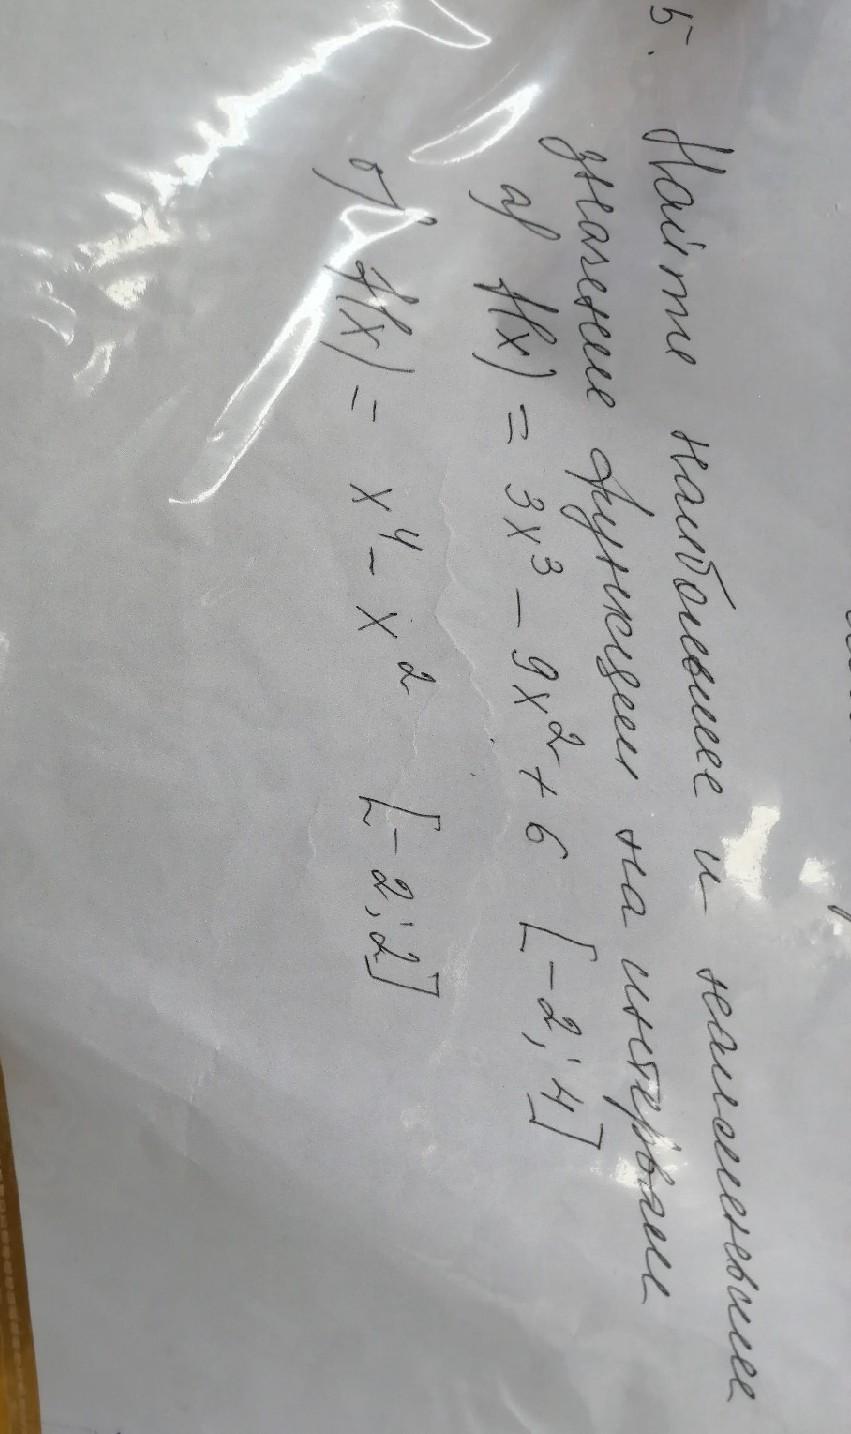 5. Найти наибольшее и наименьшее
значение функции на интервале
а) f(x) = 3x³ - 9x² + 6 [-2; 4]
б) f(x) = x⁴ - x² [-2; 2]